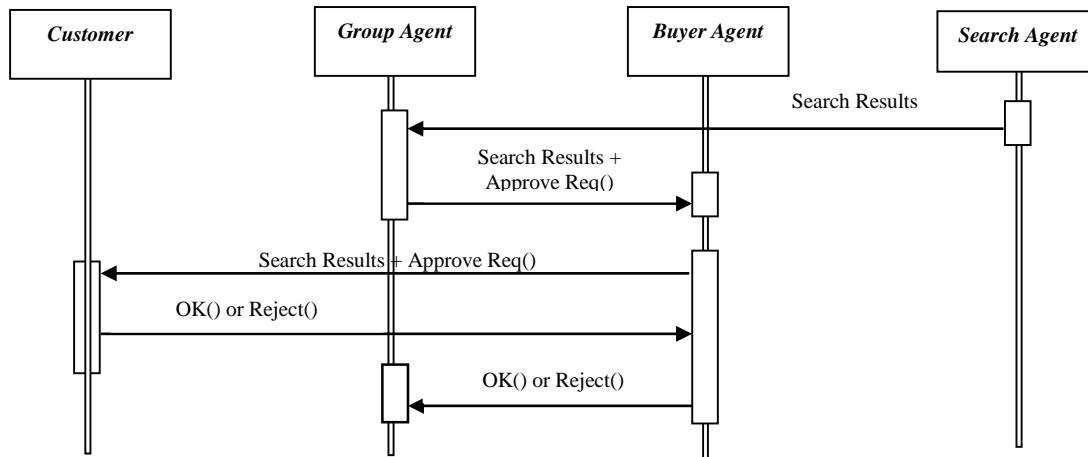 Customer
Group Agent
Buyer Agent
Search Agent
Search Results
Search Results +
Approve Req()
Search Results + Approve Req()
OK() or Reject()
OK() or Reject()